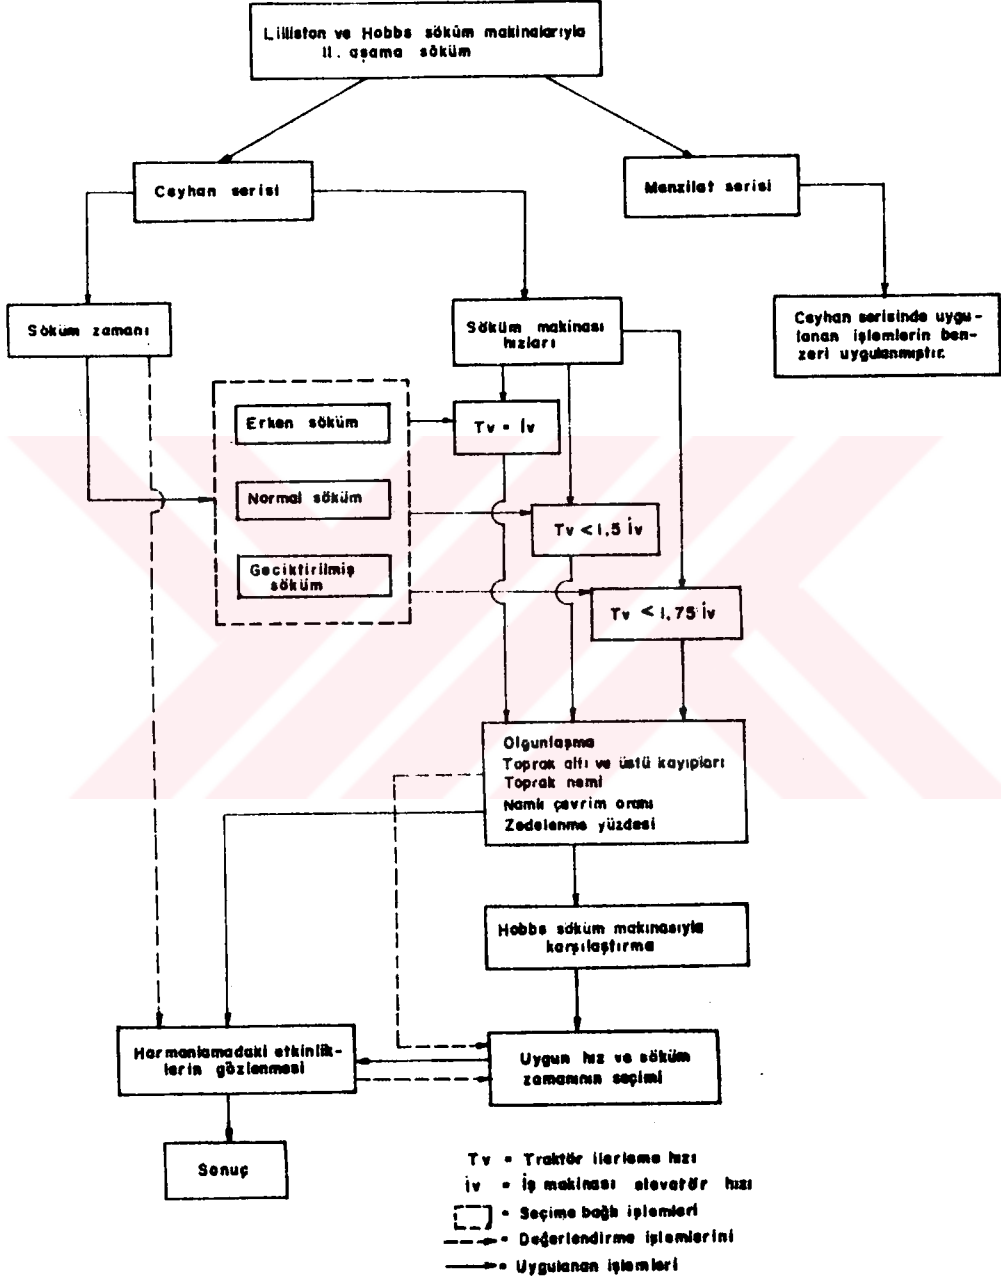 Lilliston ve Hobbs söküm makinalarıyla
II. aşama söküm
Ceyhan serisi
Menzilat serisi
Söküm zamanı
Söküm makinası
hızları
Ceyhan serisinde uygu-
lanan işlemlerin ben-
zeri uygulanmıştır.
Erken söküm
Tv = İv
Normal söküm
Tv < 1,5 İv
Geciktirilmiş
söküm
Tv < 1,75 İv
Olgunlaşma
Toprak altı ve üstü kayıpları
Toprak nemi
Namlı çevrim oranı
Zedelenme yüzdesi
Hobbs söküm makınasıyla
karşılaştırma
Harmanlamadaki etkinlik-
lerin gözlenmesi
Uygun hız ve söküm
zamanının seçimi
Sonuç
Tv = Traktör ilerleme hızı
İv = İş makinası elevatör hızı
= Seçime bağlı işlemleri
= Değerlendirme işlemlerini
= Uygulanan işlemleri